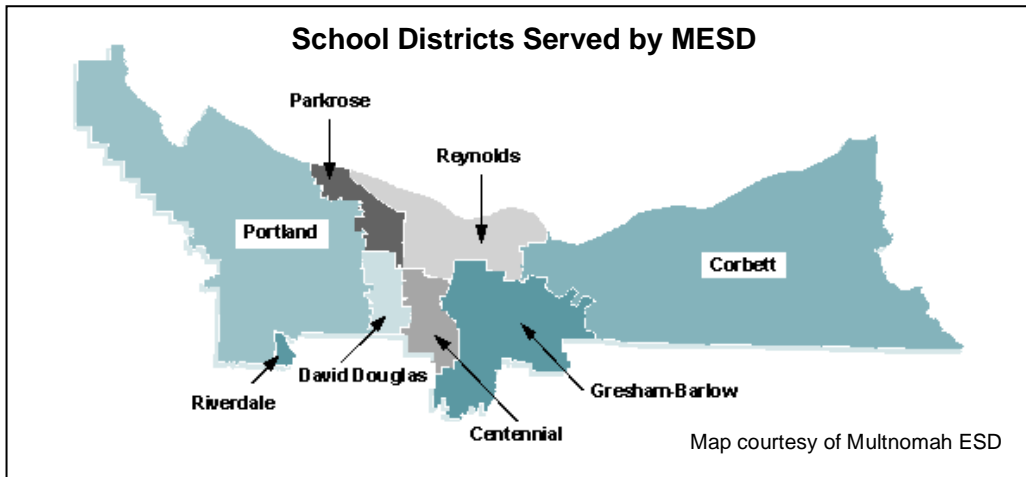 School Districts Served by MESD
Parkrose
Reynolds
Portland
Corbett
David Douglas
Riverdale
Gresham-Barlow
Centennial
Map courtesy of Multnomah ESD